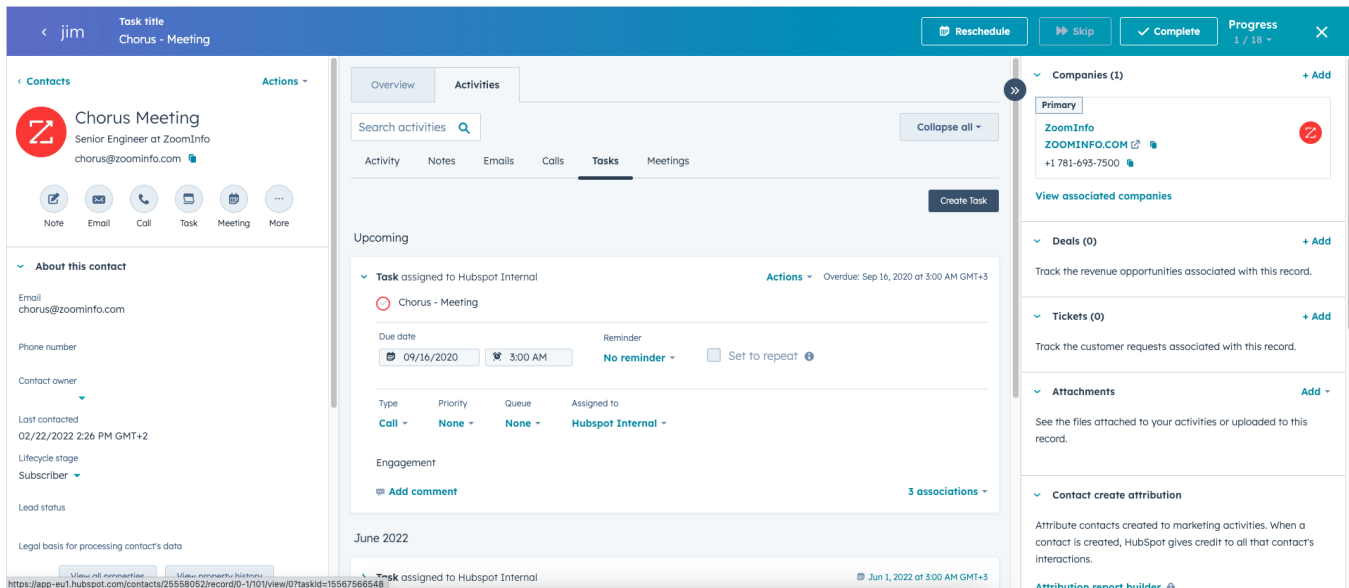 jim
Task title
Chorus - Meeting
Reschedule
Skip
Complete
Progress
1 / 18
Contacts
Actions
Chorus Meeting
Senior Engineer at ZoomInfo
chorus@zoominfo.com
Note
Email
Call
Task
Meeting
More
About this contact
Email
chorus@zoominfo.com
Phone number
Contact owner
Last contacted
02/22/2022 2:26 PM GMT+2
Lifecycle stage
Subscriber
Lead status
Legal basis for processing contact's data
View all properties
View property history
https://app-eu1.hubspot.com/contacts/25558052/record/0-1/101/view/0?taskId=15567566548
Overview
Activities
Search activities
Collapse all
Activity
Notes
Emails
Calls
Tasks
Meetings
Create Task
Upcoming
Task assigned to Hubspot Internal
Actions
Overdue: Sep 16, 2020 at 3:00 AM GMT+3
Chorus - Meeting
Due date
Reminder
09/16/2020
3:00 AM
No reminder
Set to repeat
Type
Priority
Queue
Assigned to
Call
None
None
Hubspot Internal
Engagement
Add comment
3 associations
June 2022
Task assigned to Hubspot Internal
Jun 1, 2022 at 3:00 AM GMT+3
Companies (1)
+ Add
Primary
ZoomInfo
ZOOMINFO.COM
+1 781-693-7500
View associated companies
Deals (0)
+ Add
Track the revenue opportunities associated with this record.
Tickets (0)
+ Add
Track the customer requests associated with this record.
Attachments
Add
See the files attached to your activities or uploaded to this
record.
Contact create attribution
Attribute contacts created to marketing activities. When a
contact is created, HubSpot gives credit to all that contact's
interactions.
Attribution report builder